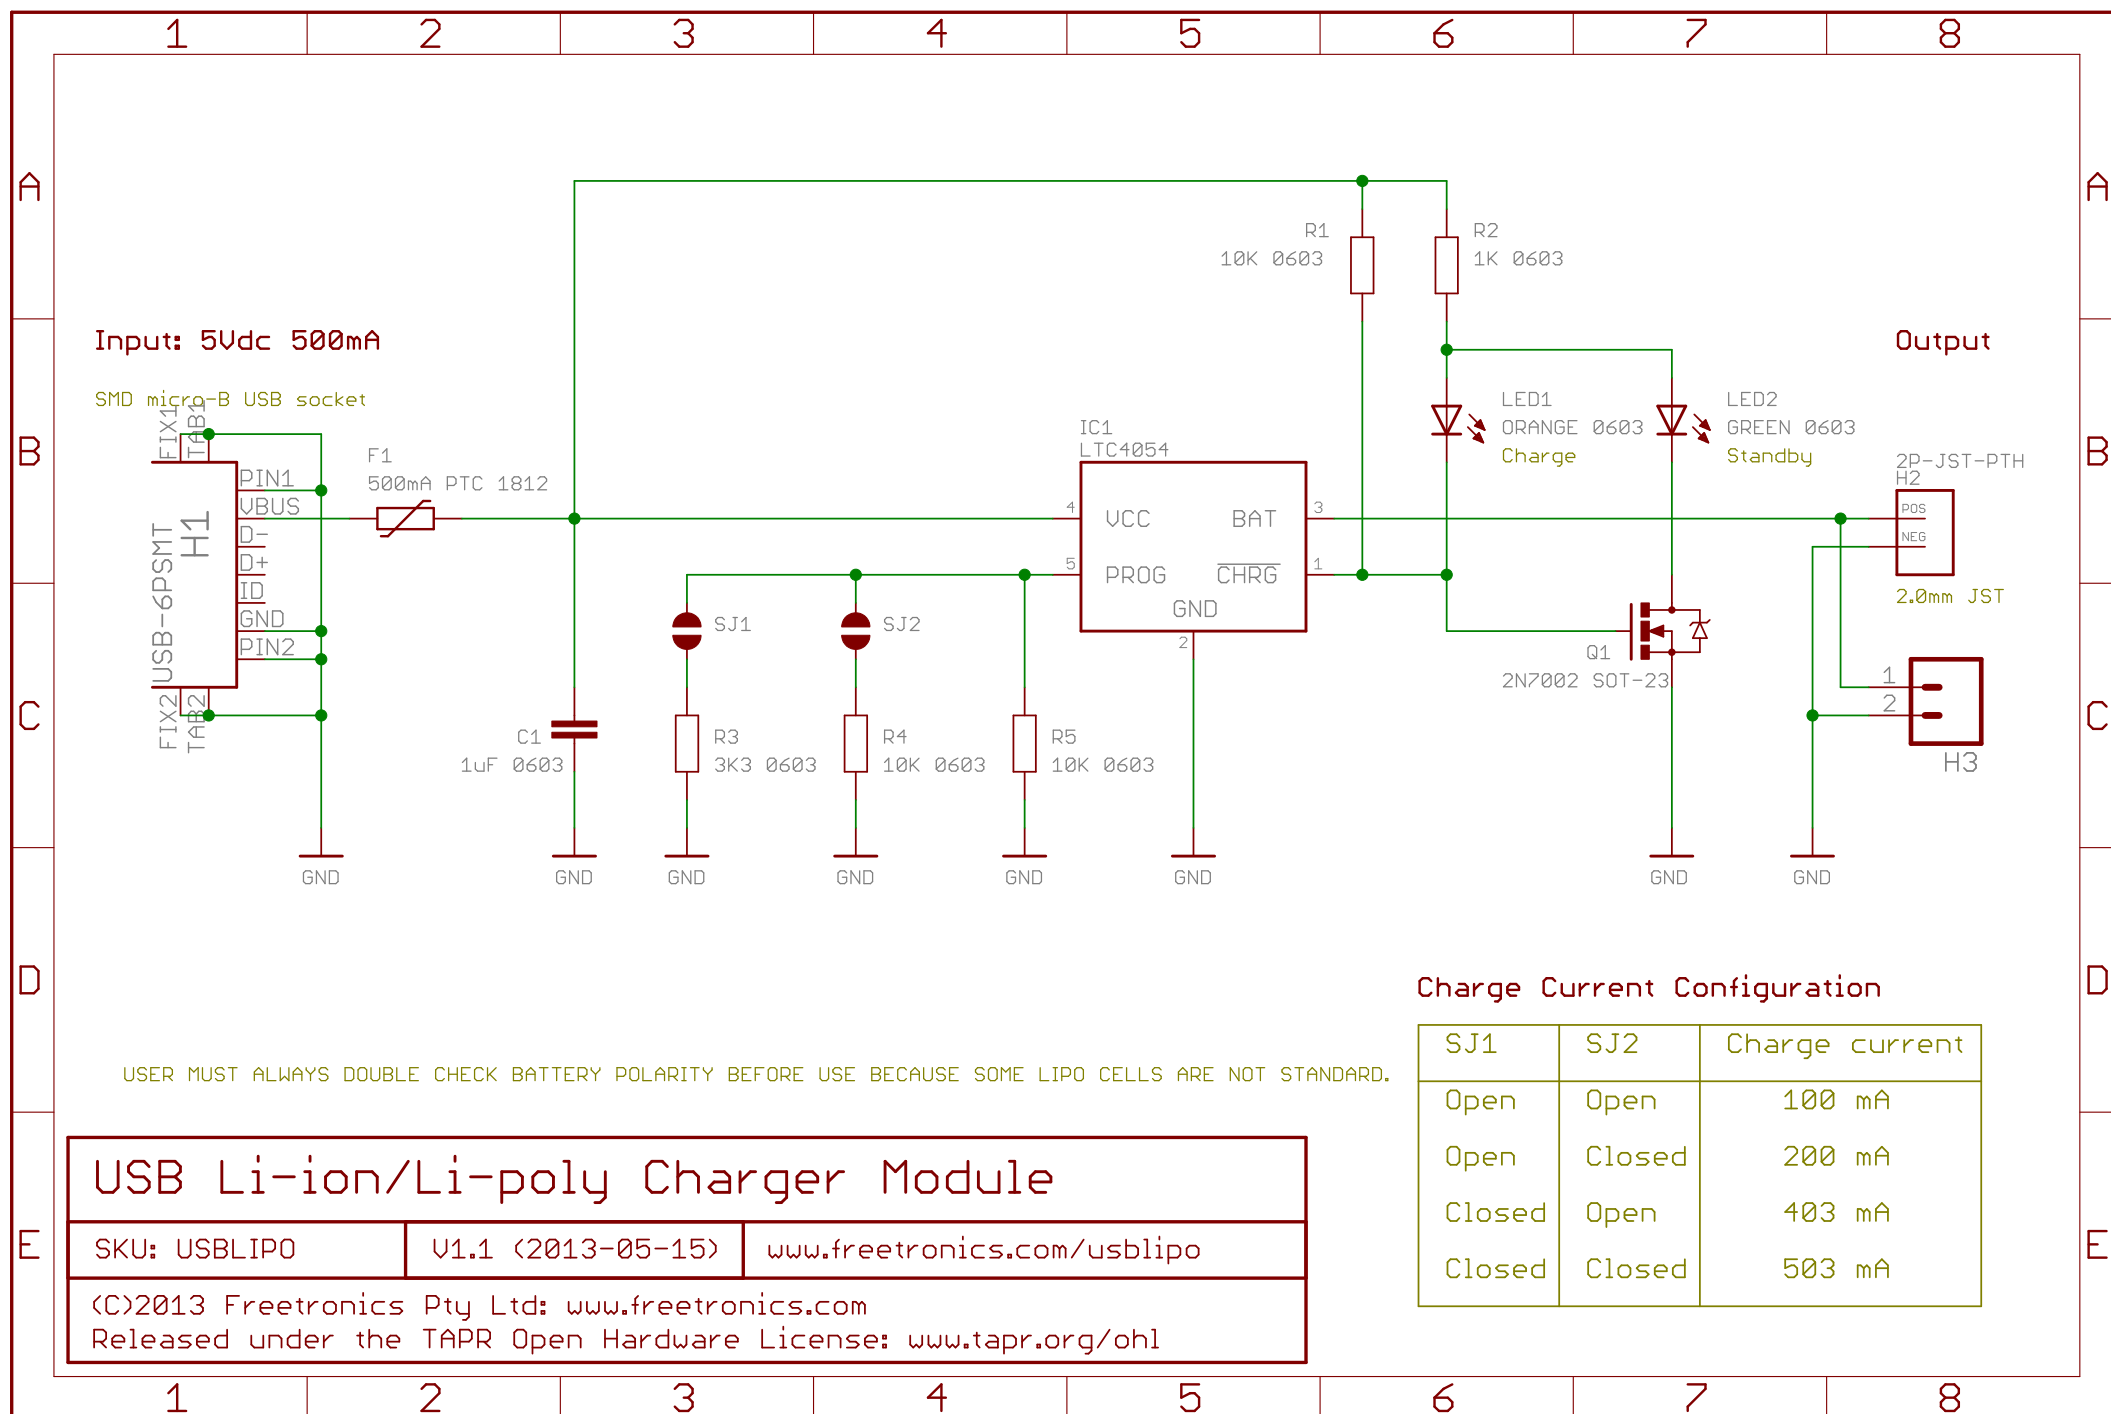 1 2 3 4 5 6 7 8
A A
R1 R2
10K 0603 1K 0603
Input: 5Vdc 500mA Output
SMD micro-B USB socket
FIX1 TAB1
B B
PIN1
VBUS
D-
D+
ID
GND
PIN2
USB-6PSMT
H1
FIX2 TAB2
F1
500mA PTC 1812
IC1
LTC4054
4 VCC BAT 3
5 PROG CHRG 1
GND
2
LED1
ORANGE 0603
Charge
LED2
GREEN 0603
Standby
2P-JST-PTH
H2
POS
NEG
2.0mm JST
SJ1 SJ2
Q1
2N7002 SOT-23
1
2
H3
C C
C1
1uF 0603
R3
3K3 0603
R4
10K 0603
R5
10K 0603
GND GND GND GND GND GND GND GND
D D
Charge Current Configuration
SJ1 SJ2 Charge current
Open Open 100 mA
Open Closed 200 mA
Closed Open 403 mA
Closed Closed 503 mA
USER MUST ALWAYS DOUBLE CHECK BATTERY POLARITY BEFORE USE BECAUSE SOME LIPO CELLS ARE NOT STANDARD.
USB Li-ion/Li-poly Charger Module
E E
SKU: USBLIPO V1.1 (2013-05-15) www.freetronics.com/usblipo
(C)2013 Freetronics Pty Ltd: www.freetronics.com
Released under the TAPR Open Hardware License: www.tapr.org/ohl
1 2 3 4 5 6 7 8